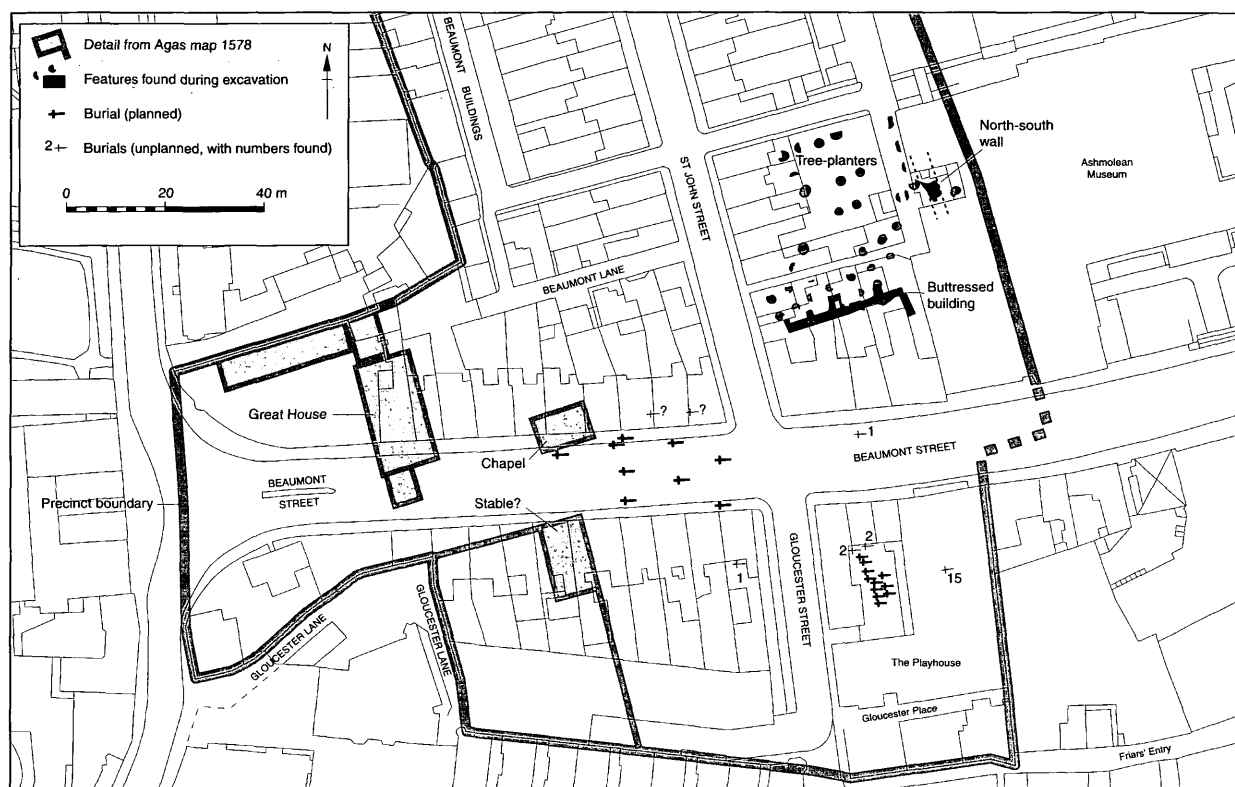 Detail from Agas map 1578
N
Features found during excavation
Burial (planned)
2 Burials (unplanned, with numbers found)
0 20 40 m
BEAUMONT BUILDINGS
ST JOHN STREET
Tree-planters
North-south
wall
Ashmolean
Museum
BEAUMONT LANE
Buttressed
building
Great House
?
?
1
Chapel
BEAUMONT STREET
BEAUMONT
STREET
Precinct boundary
Stable?
2
2
1
15
GLOUCESTER STREET
GLOUCESTER LANE
GLOUCESTER LANE
The Playhouse
Gloucester Place
Friars' Entry